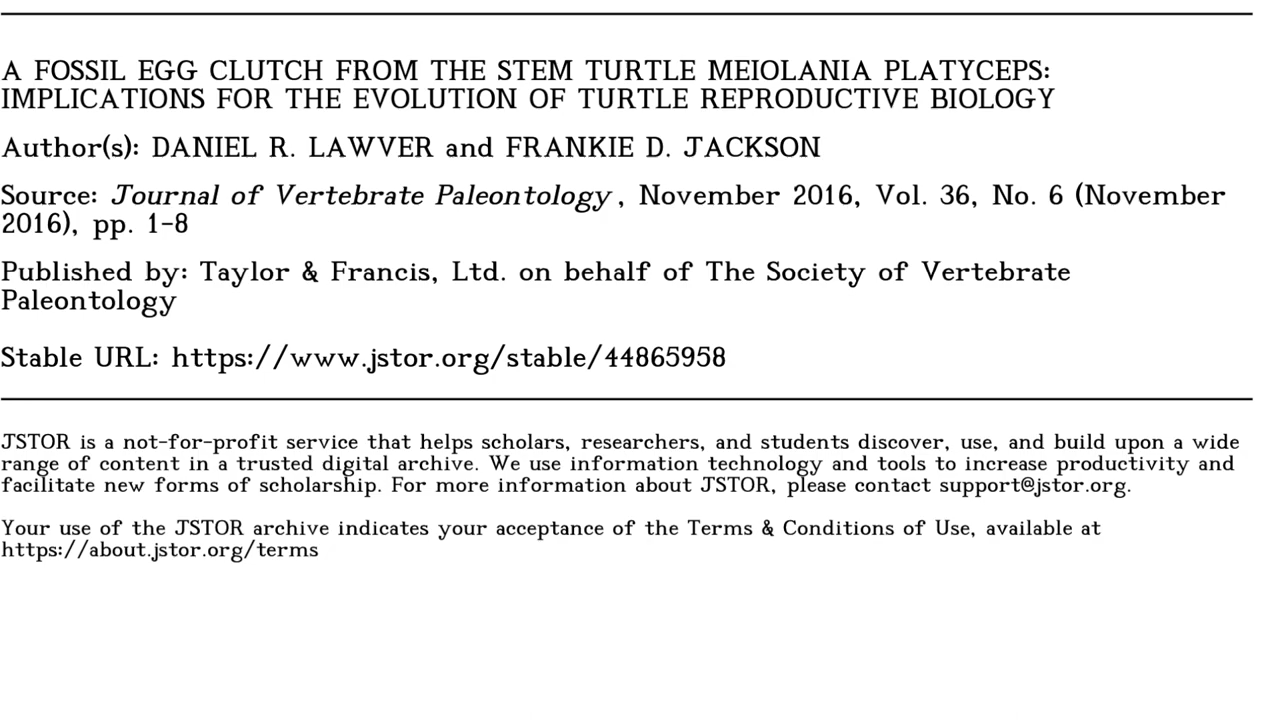 A FOSSIL EGG CLUTCH FROM THE STEM TURTLE MEIOLANIA PLATYCEPS:
IMPLICATIONS FOR THE EVOLUTION OF TURTLE REPRODUCTIVE BIOLOGY
Author(s): DANIEL R. LAWVER and FRANKIE D. JACKSON
Source: Journal of Vertebrate Paleontology, November 2016, Vol. 36, No. 6 (November
2016), pp. 1-8
Published by: Taylor & Francis, Ltd. on behalf of The Society of Vertebrate
Paleontology
Stable URL: https://www.jstor.org/stable/44865958
JSTOR is a not-for-profit service that helps scholars, researchers, and students discover, use, and build upon a wide
range of content in a trusted digital archive. We use information technology and tools to increase productivity and
facilitate new forms of scholarship. For more information about JSTOR, please contact support@jstor.org.
Your use of the JSTOR archive indicates your acceptance of the Terms & Conditions of Use, available at
https://about.jstor.org/terms